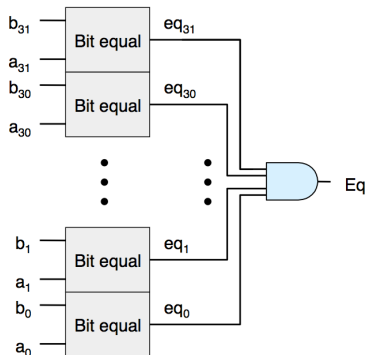 b31 Bit equal eq31
a31
b30 Bit equal eq30
a30
Eq
b1 Bit equal eq1
a1
b0 Bit equal eq0
a0